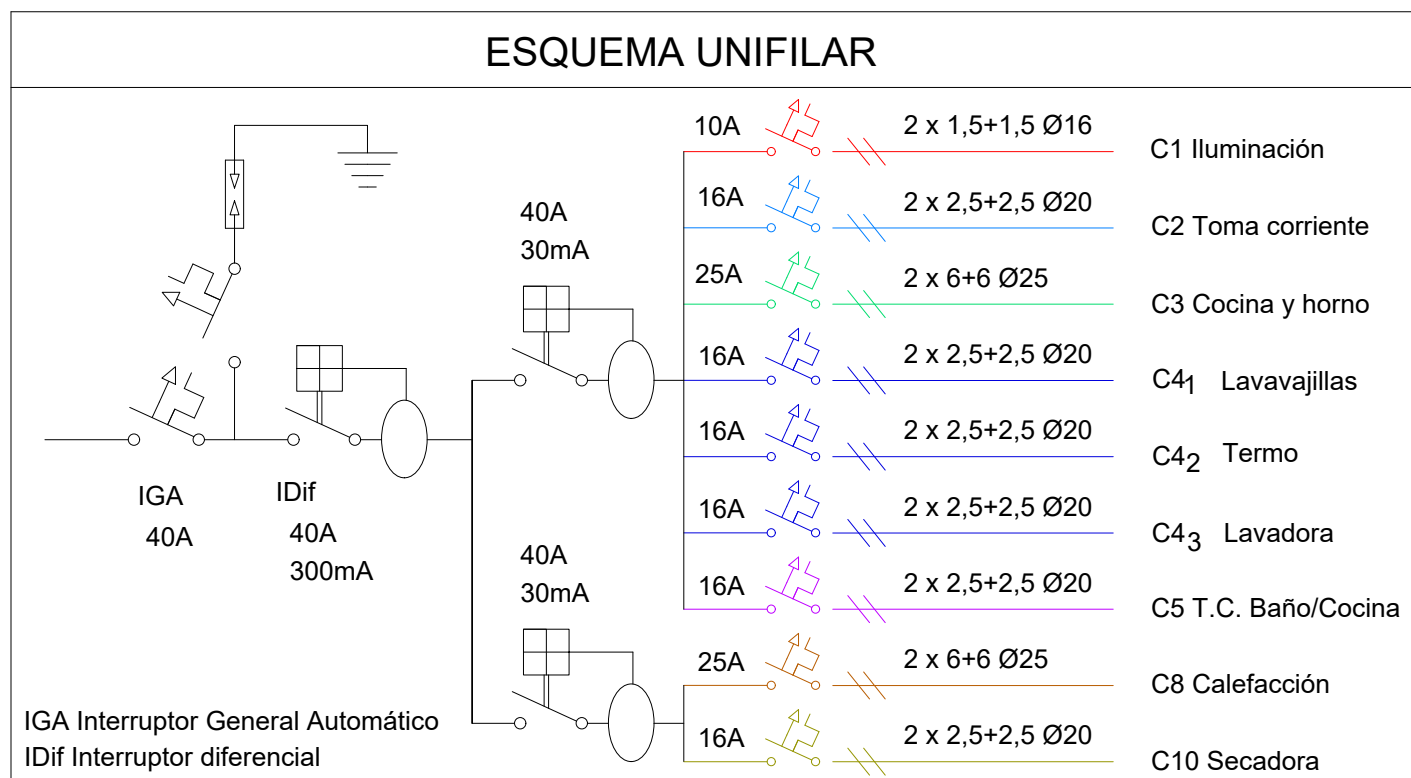 ESQUEMA UNIFILAR
10A
2 x 1,5+1,5 Ø16
C1 Iluminación
16A
2 x 2,5+2,5 Ø20
C2 Toma corriente
40A
30mA
25A
2 x 6+6 Ø25
C3 Cocina y horno
16A
2 x 2,5+2,5 Ø20
C41 Lavavajillas
16A
2 x 2,5+2,5 Ø20
C42 Termo
IGA
40A
IDif
40A
300mA
16A
2 x 2,5+2,5 Ø20
C43 Lavadora
40A
30mA
16A
2 x 2,5+2,5 Ø20
C5 T.C. Baño/Cocina
25A
2 x 6+6 Ø25
C8 Calefacción
16A
2 x 2,5+2,5 Ø20
C10 Secadora
IGA Interruptor General Automático
IDif Interruptor diferencial